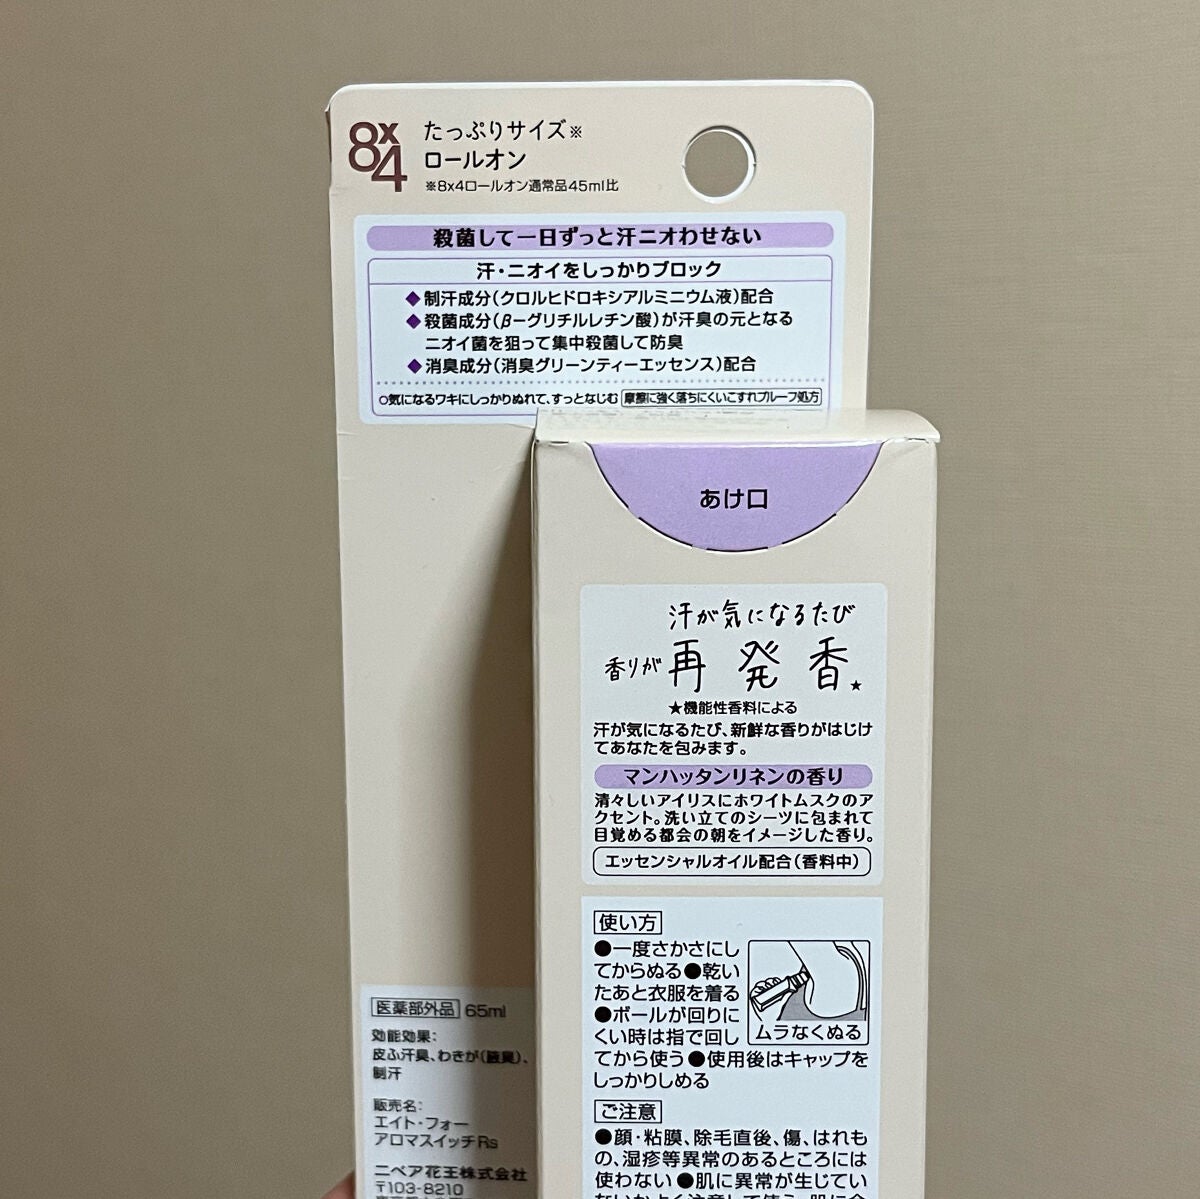 8x4
たっぷりサイズ※
ロールオン
※8x4ロールオン通常品45ml比
殺菌して一日ずっと汗ニオわせない
汗・ニオイをしっかりブロック
◆制汗成分(クロルヒドロキシアルミニウム液)配合
◆殺菌成分(β-グリチルレチン酸)が汗臭の元となる
ニオイ菌を狙って集中殺菌して防臭
◆消臭成分(消臭グリーンティーエッセンス)配合
○気になるワキにしっかりぬれて、すっとなじむ 摩擦に強く落ちにくいこすれプルーフ処方
あけ口
汗が気になるたび
香りが再発香★
★機能性香料による
汗が気になるたび、新鮮な香りがはじけ
てあなたを包みます。
マンハッタンリネンの香り
清々しいアイリスにホワイトムスクのア
クセント。洗い立てのシーツに包まれて
目覚める都会の朝をイメージした香り。
エッセンシャルオイル配合(香料中)
使い方
●一度さかさにし
てからぬる●乾い
たあと衣服を着る
●ボールが回りに
くい時は指で回し
てから使う●使用後はキャップを
しっかりしめる
ムラなくぬる
ご注意
●顔・粘膜、除毛直後、傷、はれも
の、湿疹等異常のあるところには
使わない●肌に異常が生じてい
ないかよく注意して使う。肌に合
医薬部外品 65ml
効能効果:
皮ふ汗臭、わきが(腋臭)、
制汗
販売名:
エイト・フォー
アロマスイッチRs
ニベア花王株式会社
〒103-8210